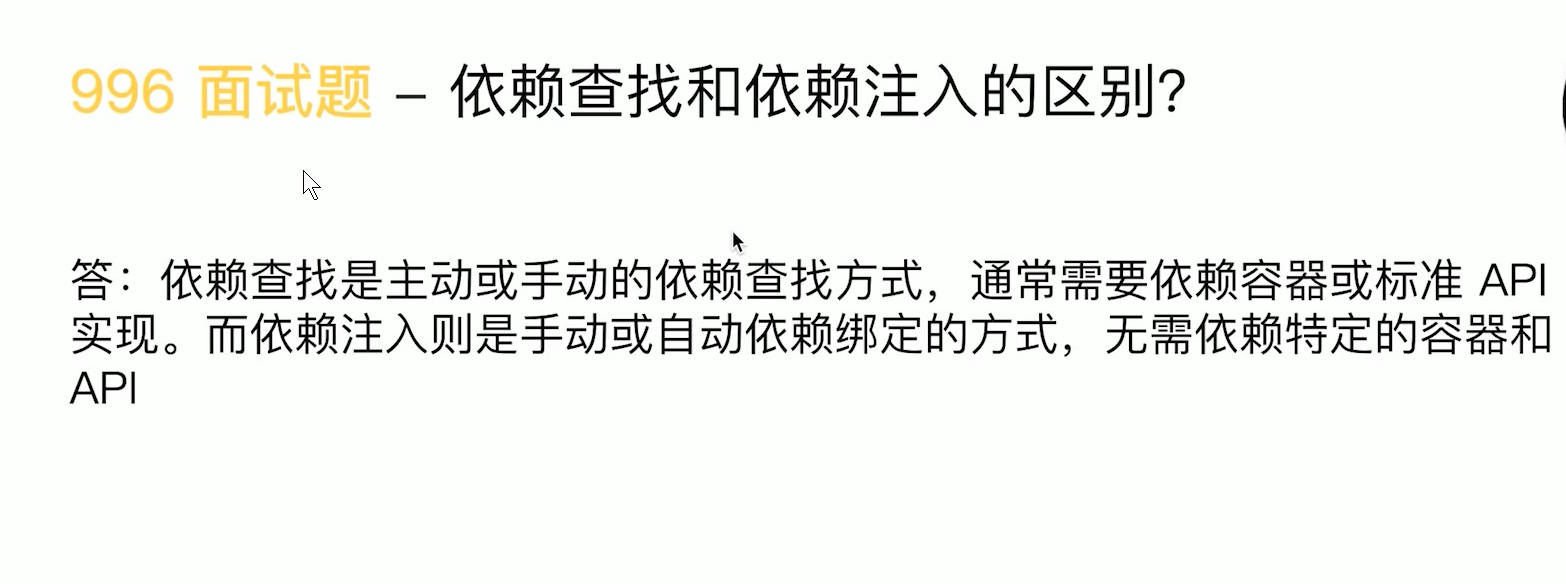 996 面试题 – 依赖查找和依赖注入的区别？
答：依赖查找是主动或手动的依赖查找方式，通常需要依赖容器或标准 API
实现。而依赖注入则是手动或自动依赖绑定的方式，无需依赖特定的容器和
API